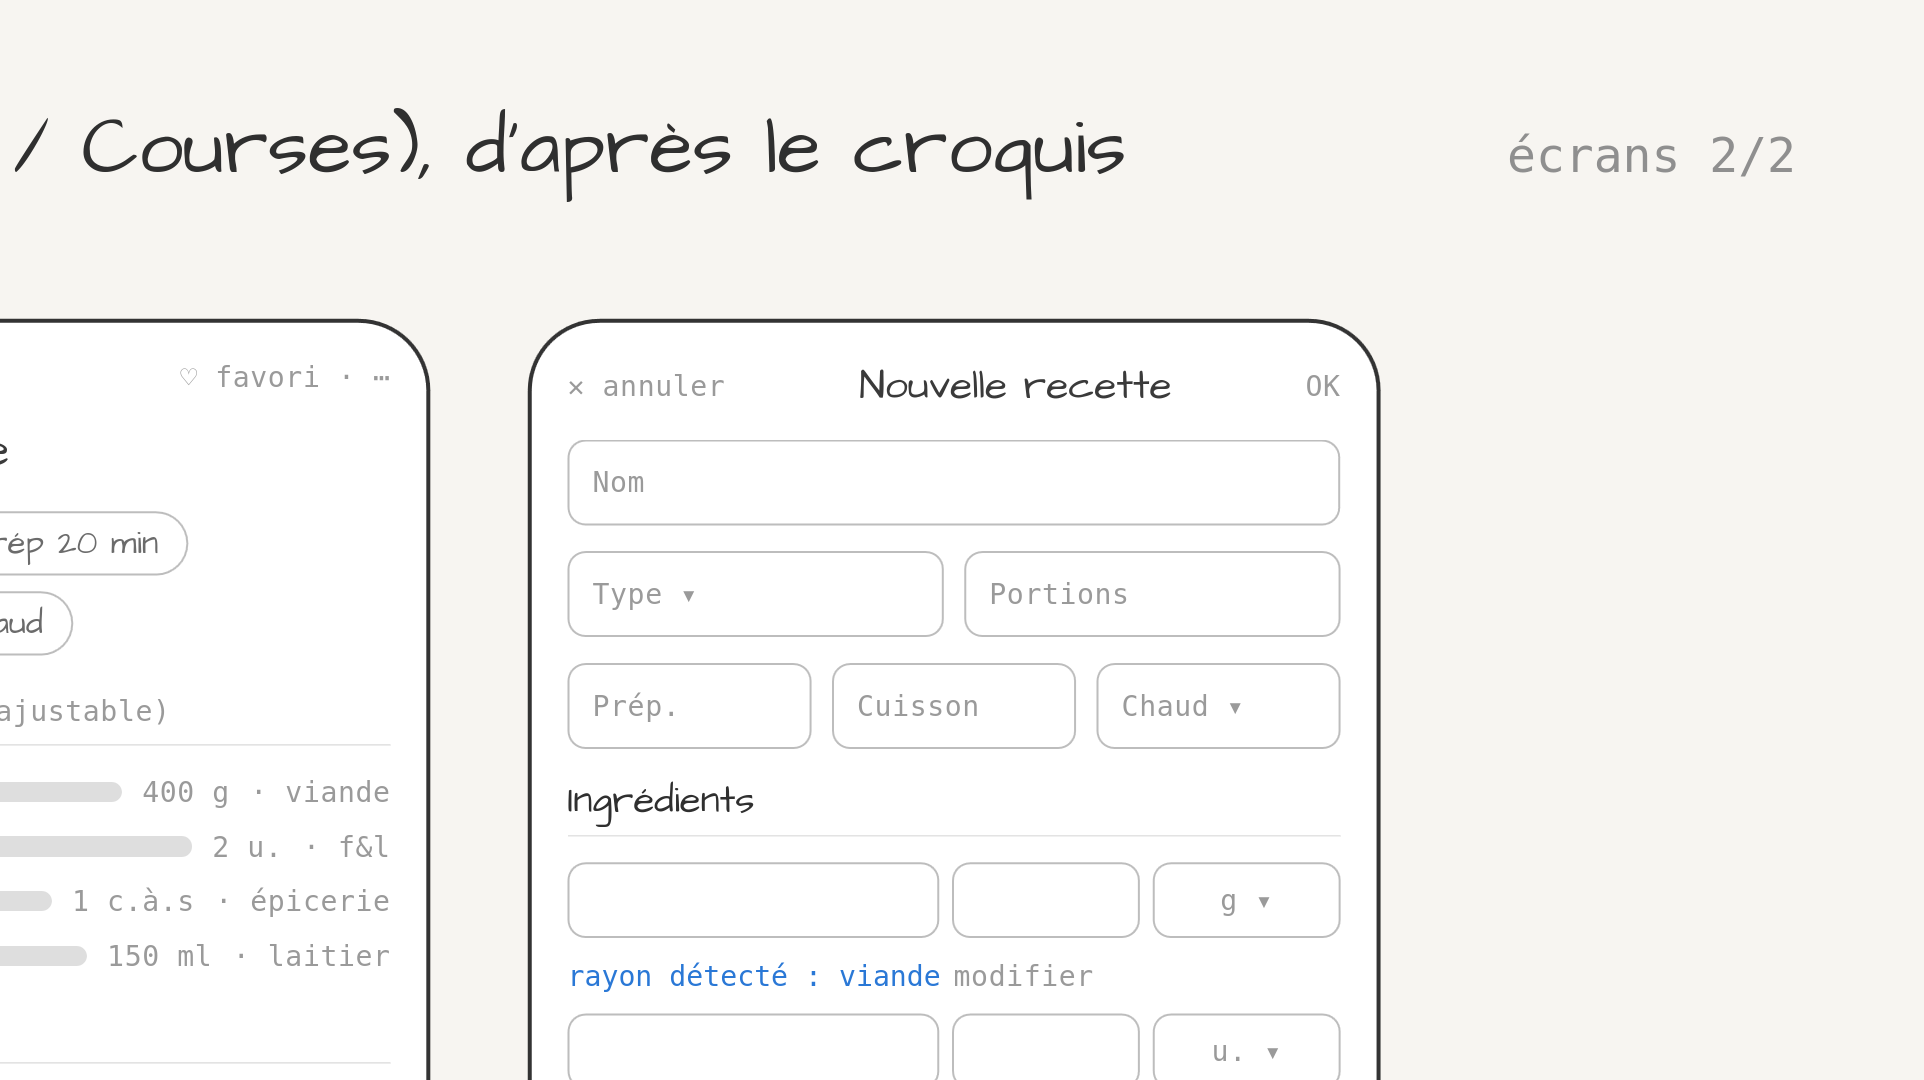 / Courses), d'après le croquis
écrans 2/2
♡ favori · ⋯
e
rép 20 min
aud
ajustable)
400 g · viande
2 u. · f&l
1 c.à.s · épicerie
150 ml · laitier
× annuler
Nouvelle recette
OK
Nom
Type ▾
Portions
Prép.
Cuisson
Chaud ▾
Ingrédients
g ▾
rayon détecté : viande modifier
u. ▾